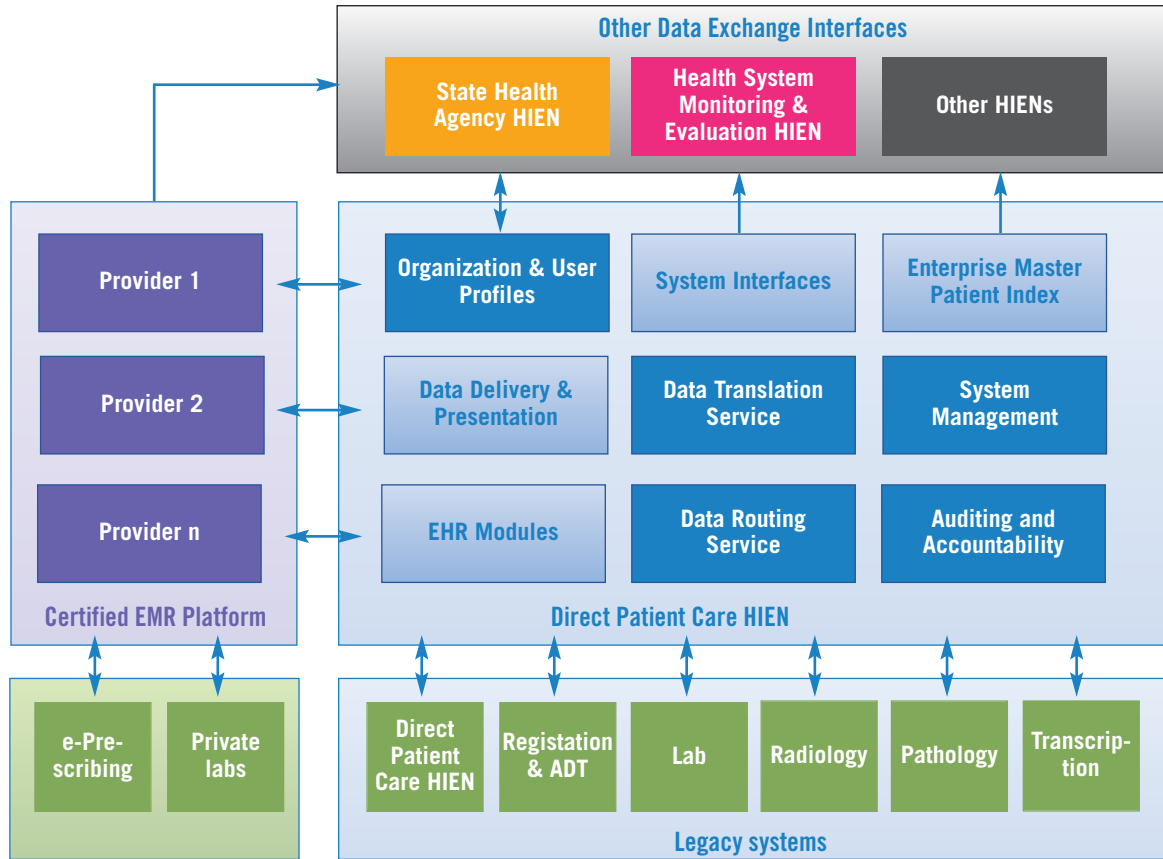 Other Data Exchange Interfaces
State Health
Agency HIEN
Health System
Monitoring &
Evaluation HIEN
Other HIENs
Provider 1
Provider 2
Provider n
Certified EMR Platform
Organization & User
Profiles
System Interfaces
Enterprise Master
Patient Index
Data Delivery &
Presentation
Data Translation
Service
System
Management
EHR Modules
Data Routing
Service
Auditing and
Accountability
Direct Patient Care HIEN
e-Pre-
scribing
Private
labs
Direct
Patient
Care HIEN
Registation
& ADT
Lab
Radiology
Pathology
Transcrip-
tion
Legacy systems